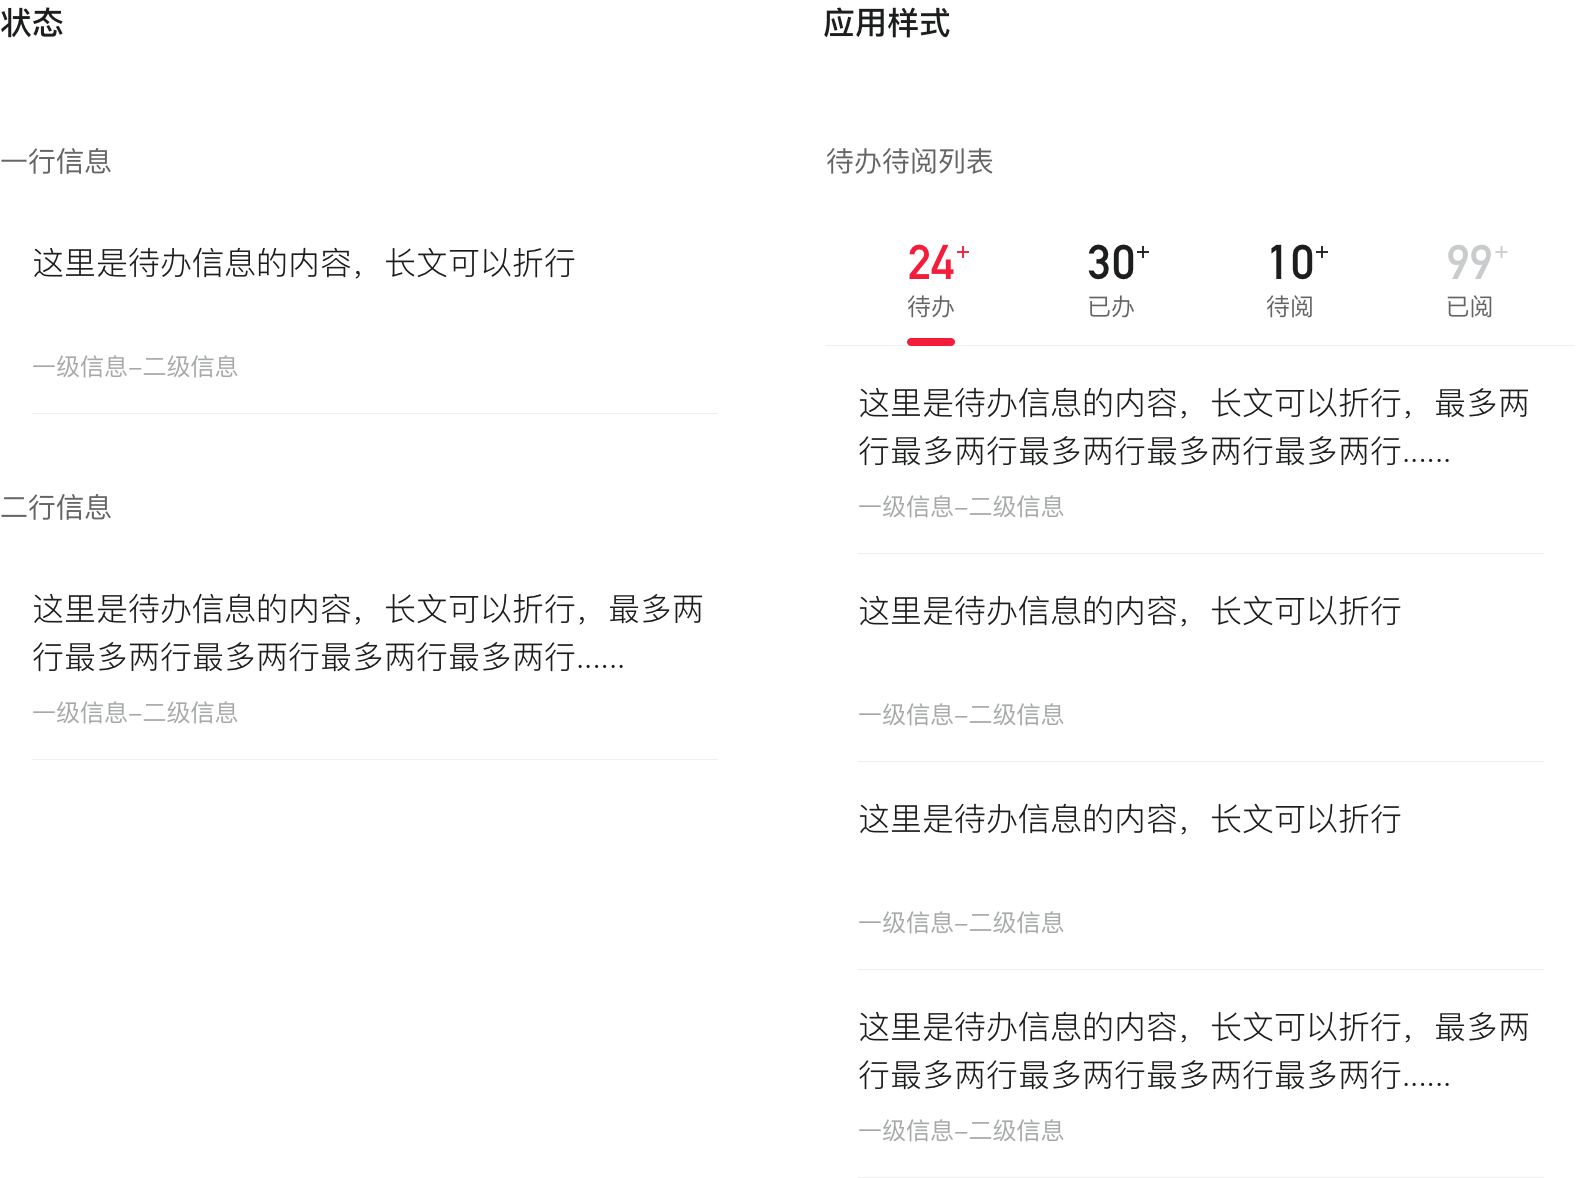 状态
一行信息
这里是待办信息的内容，长文可以折行
一级信息–二级信息
二行信息
这里是待办信息的内容，长文可以折行，最多两
行最多两行最多两行最多两行最多两行......
一级信息–二级信息
应用样式
待办待阅列表
24+ 30+ 10+ 99+
待办 已办 待阅 已阅
这里是待办信息的内容，长文可以折行，最多两
行最多两行最多两行最多两行最多两行......
一级信息–二级信息
这里是待办信息的内容，长文可以折行
一级信息–二级信息
这里是待办信息的内容，长文可以折行
一级信息–二级信息
这里是待办信息的内容，长文可以折行，最多两
行最多两行最多两行最多两行最多两行......
一级信息–二级信息